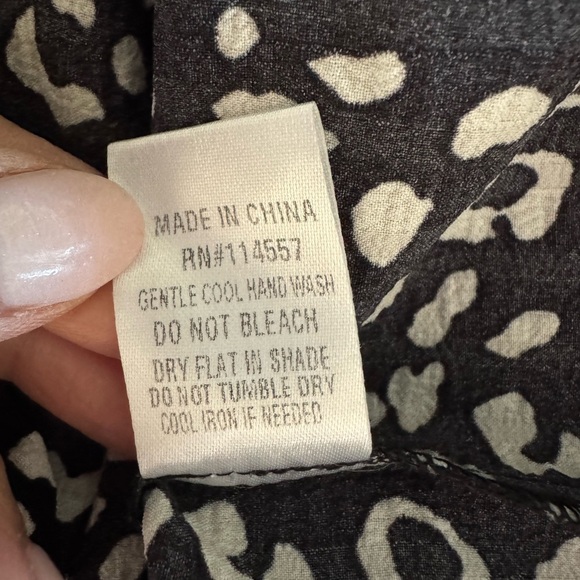 MADE IN CHINA
RN#114557
GENTLE COOL HAND WASH
DO NOT BLEACH
DRY FLAT IN SHADE
DO NOT TUMBLE DRY
COOL IRON IF NEEDED